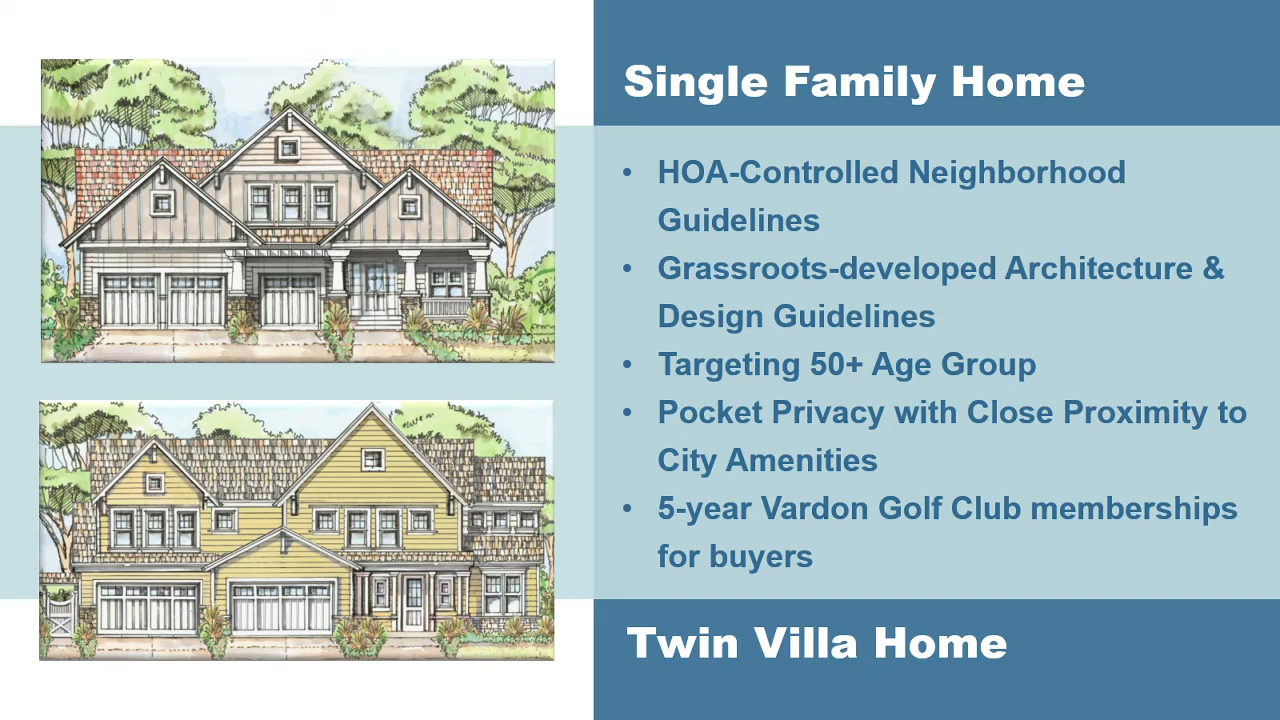 Single Family Home
• HOA-Controlled Neighborhood
Guidelines
• Grassroots-developed Architecture &
Design Guidelines
• Targeting 50+ Age Group
• Pocket Privacy with Close Proximity to
City Amenities
• 5-year Vardon Golf Club memberships
for buyers
Twin Villa Home